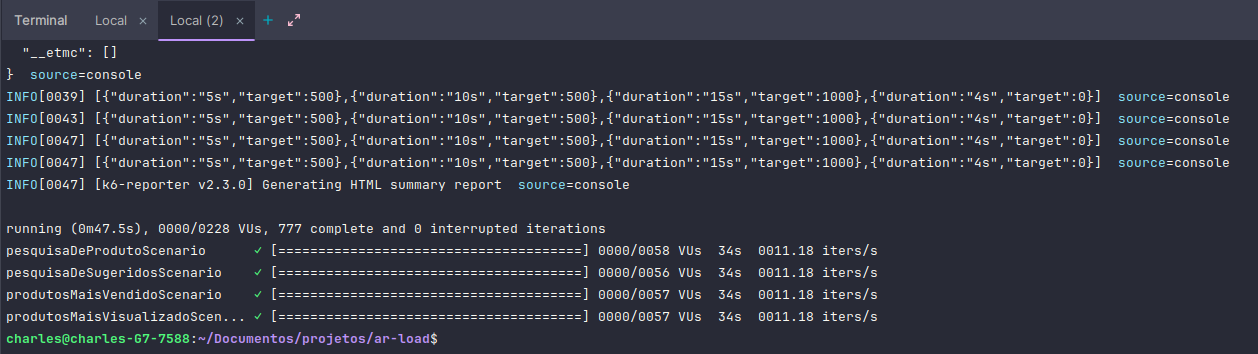 Terminal Local × Local (2) × +
"__etmc": []
} source=console
INFO[0039] [{"duration":"5s","target":500},{"duration":"10s","target":500},{"duration":"15s","target":1000},{"duration":"4s","target":0}] source=console
INFO[0043] [{"duration":"5s","target":500},{"duration":"10s","target":500},{"duration":"15s","target":1000},{"duration":"4s","target":0}] source=console
INFO[0047] [{"duration":"5s","target":500},{"duration":"10s","target":500},{"duration":"15s","target":1000},{"duration":"4s","target":0}] source=console
INFO[0047] [{"duration":"5s","target":500},{"duration":"10s","target":500},{"duration":"15s","target":1000},{"duration":"4s","target":0}] source=console
INFO[0047] [k6-reporter v2.3.0] Generating HTML summary report source=console
running (0m47.5s), 0000/0228 VUs, 777 complete and 0 interrupted iterations
pesquisaDeProdutoScenario ✓ [======================================] 0000/0058 VUs 34s 0011.18 iters/s
pesquisaDeSugeridosScenario ✓ [======================================] 0000/0056 VUs 34s 0011.18 iters/s
produtosMaisVendidoScenario ✓ [======================================] 0000/0057 VUs 34s 0011.18 iters/s
produtosMaisVisualizadoScen... ✓ [======================================] 0000/0057 VUs 34s 0011.18 iters/s
charles@charles-G7-7588:~/Documentos/projetos/ar-load$